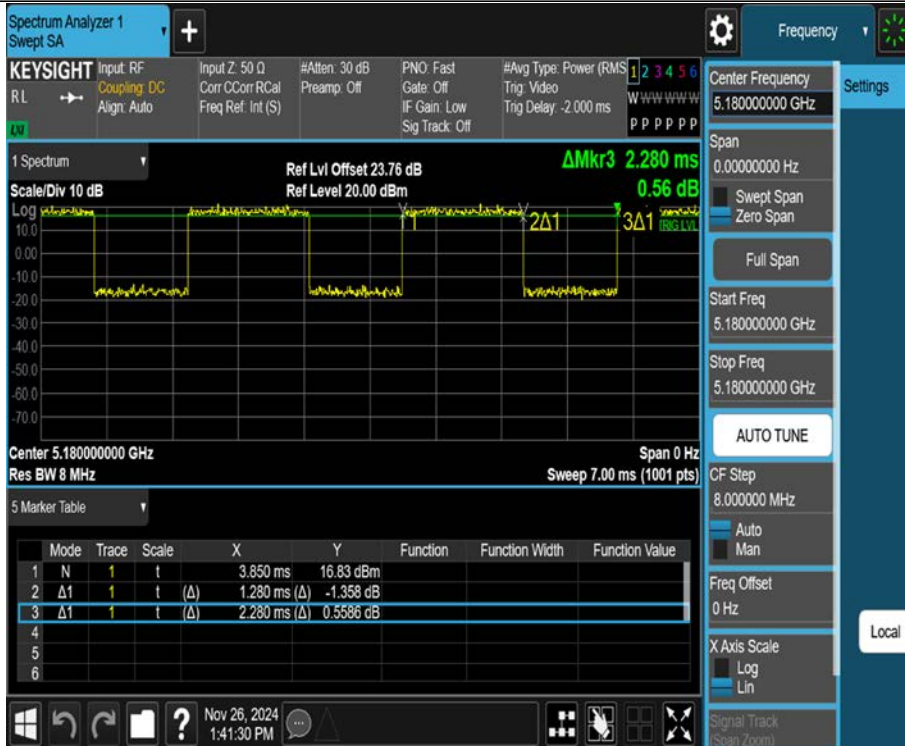 Spectrum Analyzer 1
Swept SA
+
Frequency
KEYSIGHT
RL
LXI
Input: RF
Coupling: DC
Align: Auto
Input Z: 50 Ω
Corr CCorr RCal
Freq Ref: Int (S)
#Atten: 30 dB
Preamp: Off
PNO: Fast
Gate: Off
IF Gain: Low
Sig Track: Off
#Avg Type: Power (RMS
Trig: Video
Trig Delay: -2.000 ms
1 2 3 4 5 6
W W W W W W
P P P P P P
1 Spectrum
Scale/Div 10 dB
Ref Lvl Offset 23.76 dB
Ref Level 20.00 dBm
ΔMkr3 2.280 ms
0.56 dB
Log
10.0
0.00
-10.0
-20.0
-30.0
-40.0
-50.0
-60.0
-70.0
1
2Δ1
3Δ1
TRIG LVL
Center 5.180000000 GHz
Res BW 8 MHz
Span 0 Hz
Sweep 7.00 ms (1001 pts)
5 Marker Table
Mode Trace Scale X Y Function Function Width Function Value
1 N 1 t 3.850 ms 16.83 dBm
2 Δ1 1 t (Δ) 1.280 ms (Δ) -1.358 dB
3 Δ1 1 t (Δ) 2.280 ms (Δ) 0.5586 dB
4
5
6
Nov 26, 2024
1:41:30 PM
?
Center Frequency
5.180000000 GHz
Span
0.00000000 Hz
Swept Span
Zero Span
Full Span
Start Freq
5.180000000 GHz
Stop Freq
5.180000000 GHz
AUTO TUNE
CF Step
8.000000 MHz
Auto
Man
Freq Offset
0 Hz
X Axis Scale
Log
Lin
Signal Track
(Span Zoom)
Settings
Local